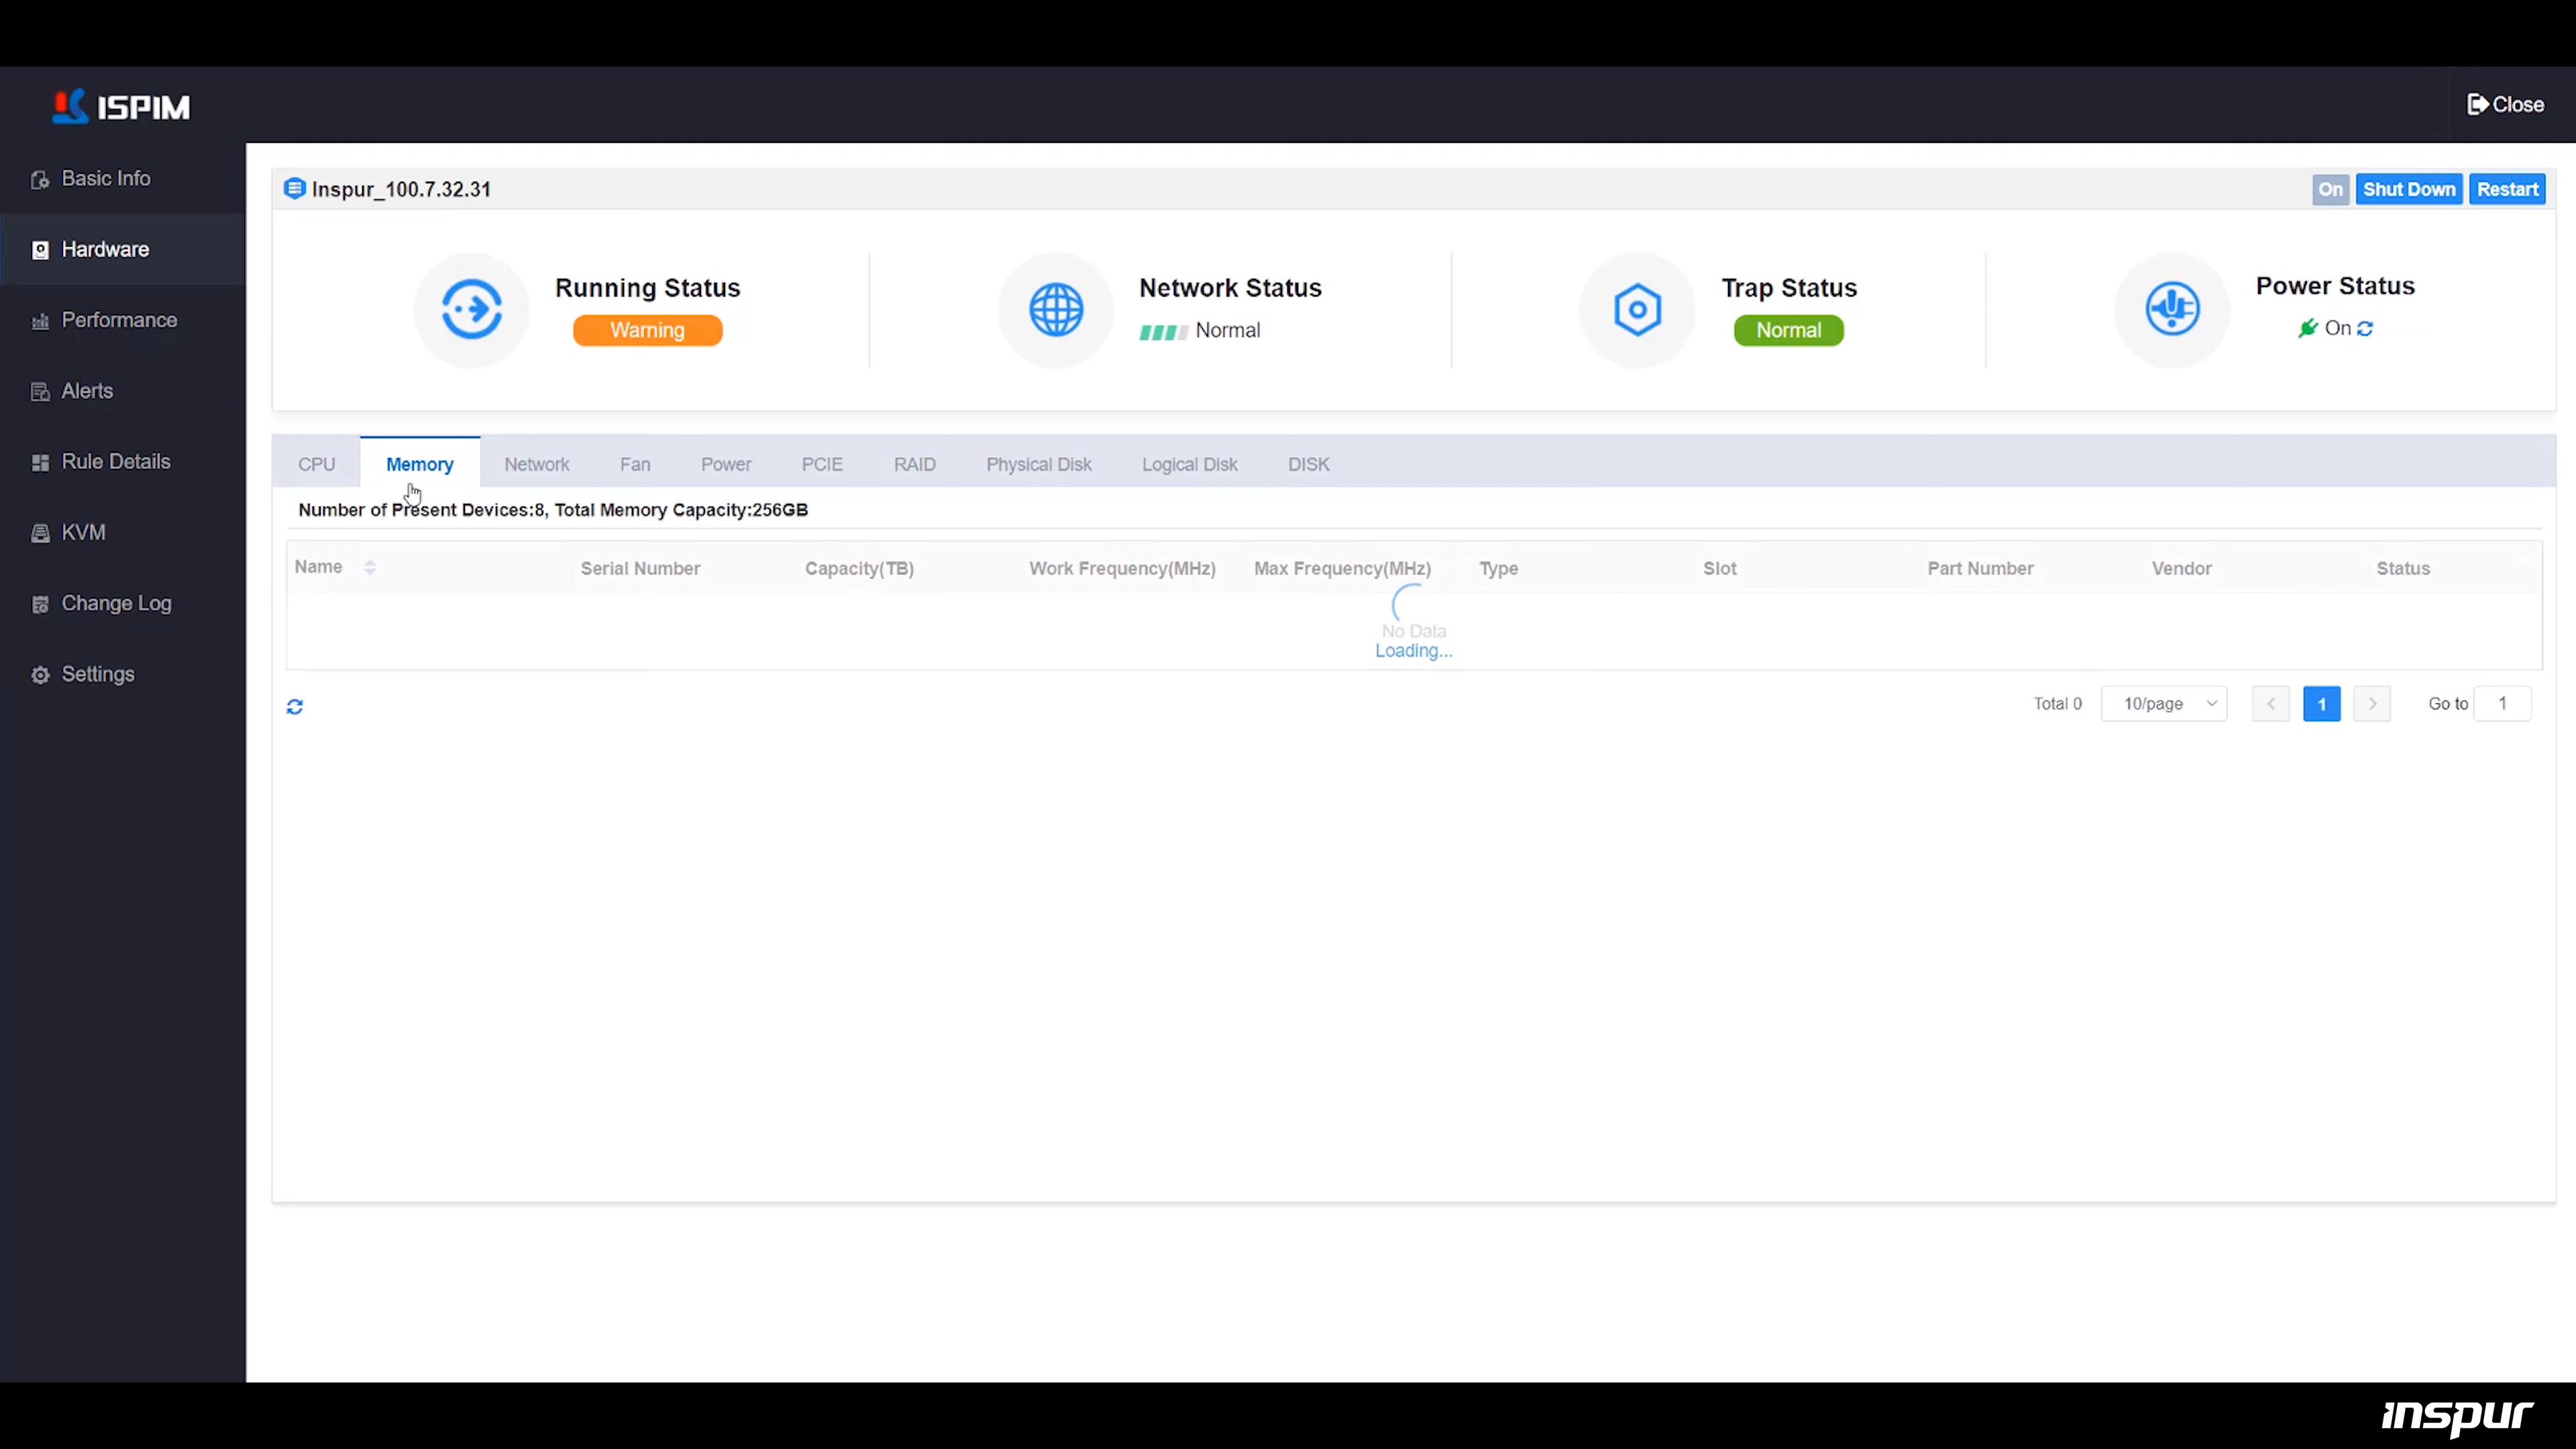 ISPIM
Close
Basic Info
Hardware
Performance
Alerts
Rule Details
KVM
Change Log
Settings
Inspur_100.7.32.31
On Shut Down Restart
Running Status
Warning
Network Status
Normal
Trap Status
Normal
Power Status
On
CPU Memory Network Fan Power PCIE RAID Physical Disk Logical Disk DISK
Number of Present Devices:8, Total Memory Capacity:256GB
Name Serial Number Capacity(TB) Work Frequency(MHz) Max Frequency(MHz) Type Slot Part Number Vendor Status
No Data
Loading...
Total 0 10/page 1 Go to 1
inspur